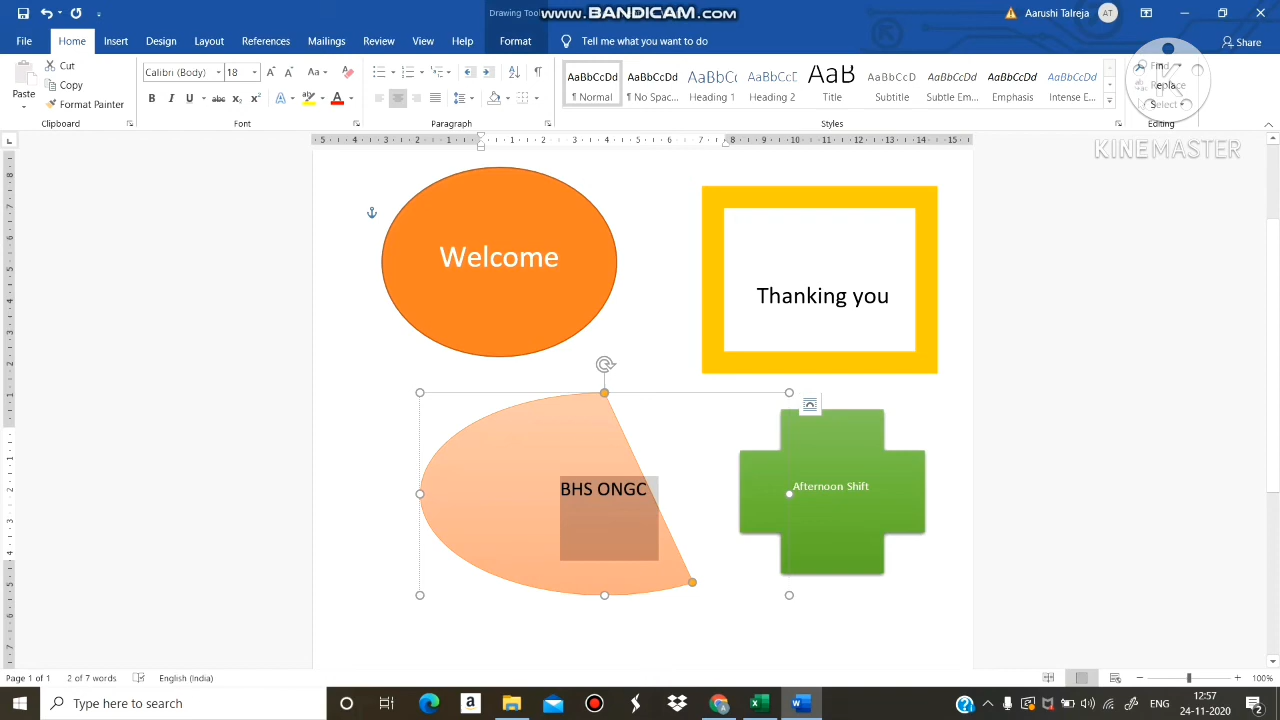 Drawing Tools
www.BANDICAM.com
Aarushi Talreja
AT
File
Home
Insert
Design
Layout
References
Mailings
Review
View
Help
Format
Tell me what you want to do
Share
Paste
Cut
Copy
Format Painter
Clipboard
Calibri (Body)
18
Font
Paragraph
AaBbCcDd
¶ Normal
AaBbCcDd
¶ No Spac...
AaBbCc
Heading 1
AaBbCcD
Heading 2
AaB
Title
AaBbCcD
Subtitle
AaBbCcDd
Subtle Em...
AaBbCcDd
Emphasis
AaBbCcDd
Intense E...
Styles
Find
Replace
Select
Editing
KINEMASTER
Welcome
Thanking you
BHS ONGC
Afternoon Shift
Page 1 of 1
2 of 7 words
English (India)
100%
Type here to search
ENG
12:57
24-11-2020